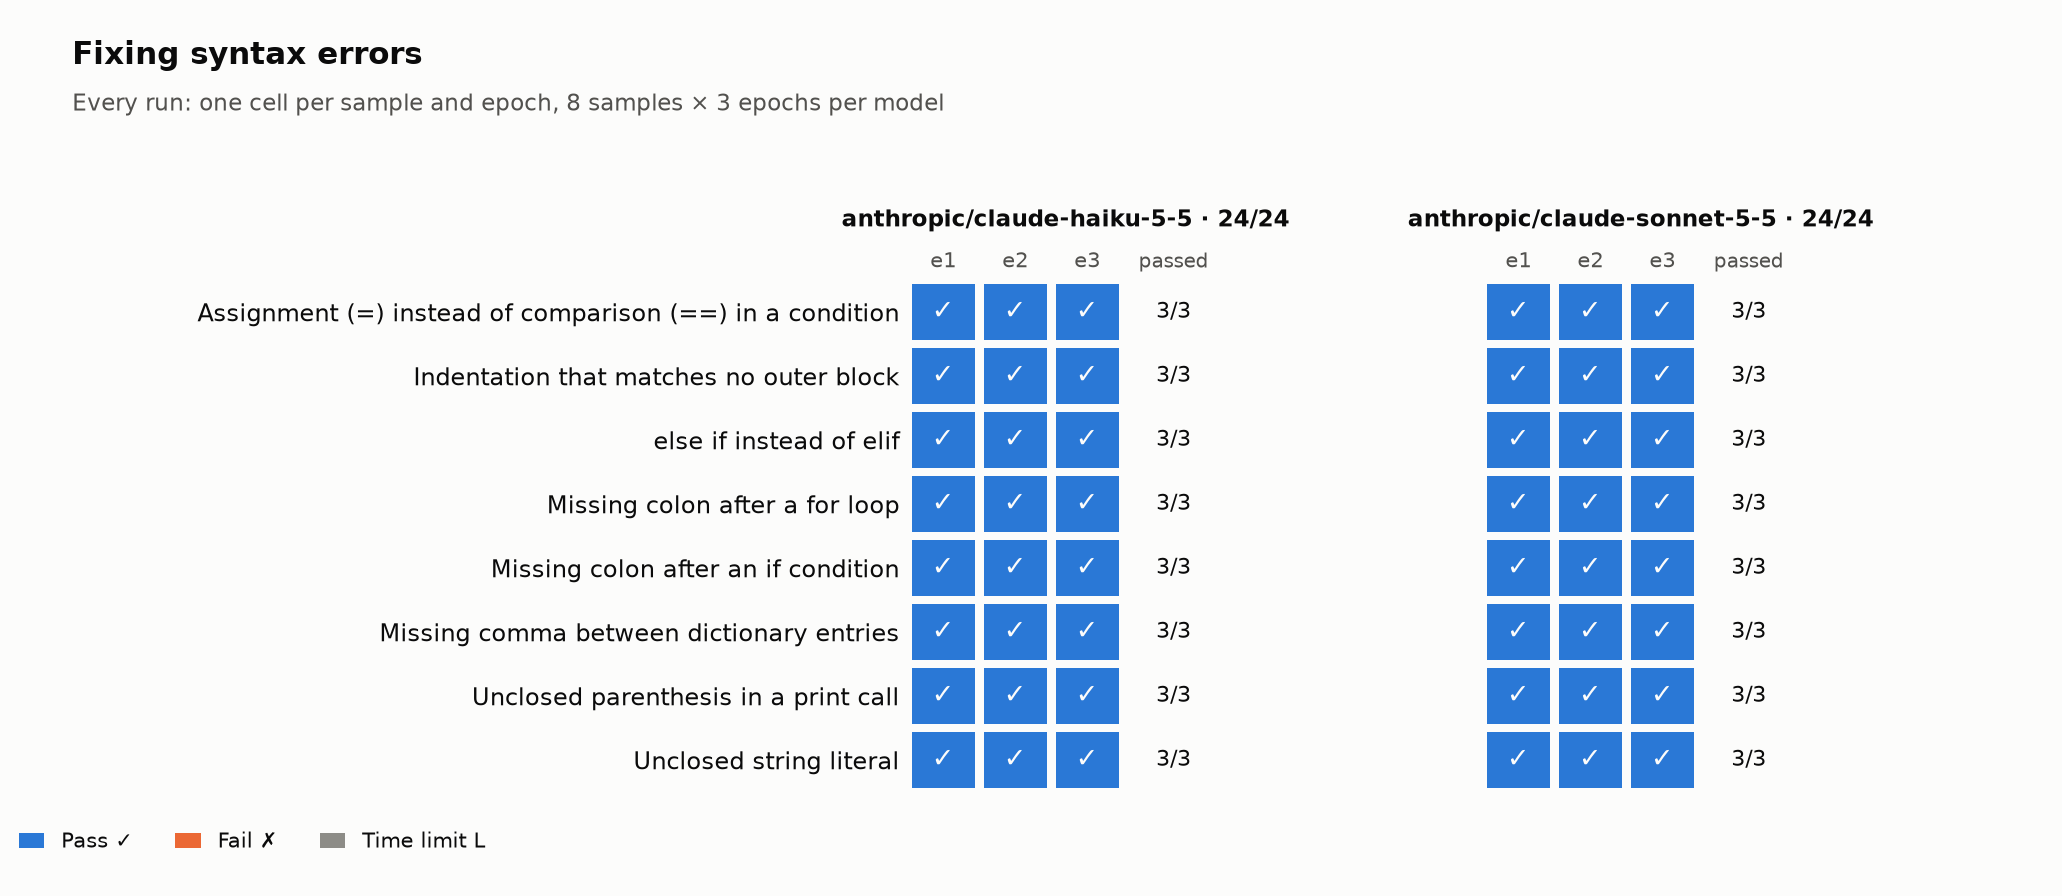 Fixing syntax errors
Every run: one cell per sample and epoch, 8 samples × 3 epochs per model
anthropic/claude-haiku-5-5 · 24/24 anthropic/claude-sonnet-5-5 · 24/24
e1 e2 e3 passed e1 e2 e3 passed
Assignment (=) instead of comparison (==) in a condition ✓ ✓ ✓ 3/3 ✓ ✓ ✓ 3/3
Indentation that matches no outer block ✓ ✓ ✓ 3/3 ✓ ✓ ✓ 3/3
else if instead of elif ✓ ✓ ✓ 3/3 ✓ ✓ ✓ 3/3
Missing colon after a for loop ✓ ✓ ✓ 3/3 ✓ ✓ ✓ 3/3
Missing colon after an if condition ✓ ✓ ✓ 3/3 ✓ ✓ ✓ 3/3
Missing comma between dictionary entries ✓ ✓ ✓ 3/3 ✓ ✓ ✓ 3/3
Unclosed parenthesis in a print call ✓ ✓ ✓ 3/3 ✓ ✓ ✓ 3/3
Unclosed string literal ✓ ✓ ✓ 3/3 ✓ ✓ ✓ 3/3
Pass ✓ Fail ✗ Time limit L